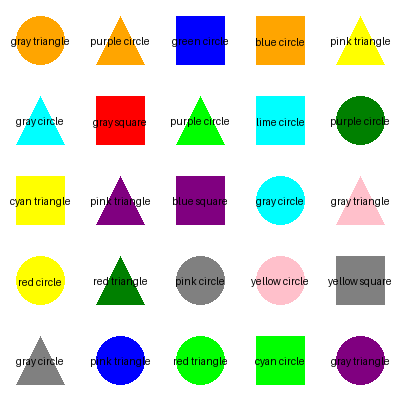 gray triangle purple circle green circle blue circle pink triangle
gray circle gray square purple circle lime circle purple circle
cyan triangle pink triangle blue square gray circle gray triangle
red circle red triangle pink circle yellow circle yellow square
gray circle pink triangle red triangle cyan circle gray triangle